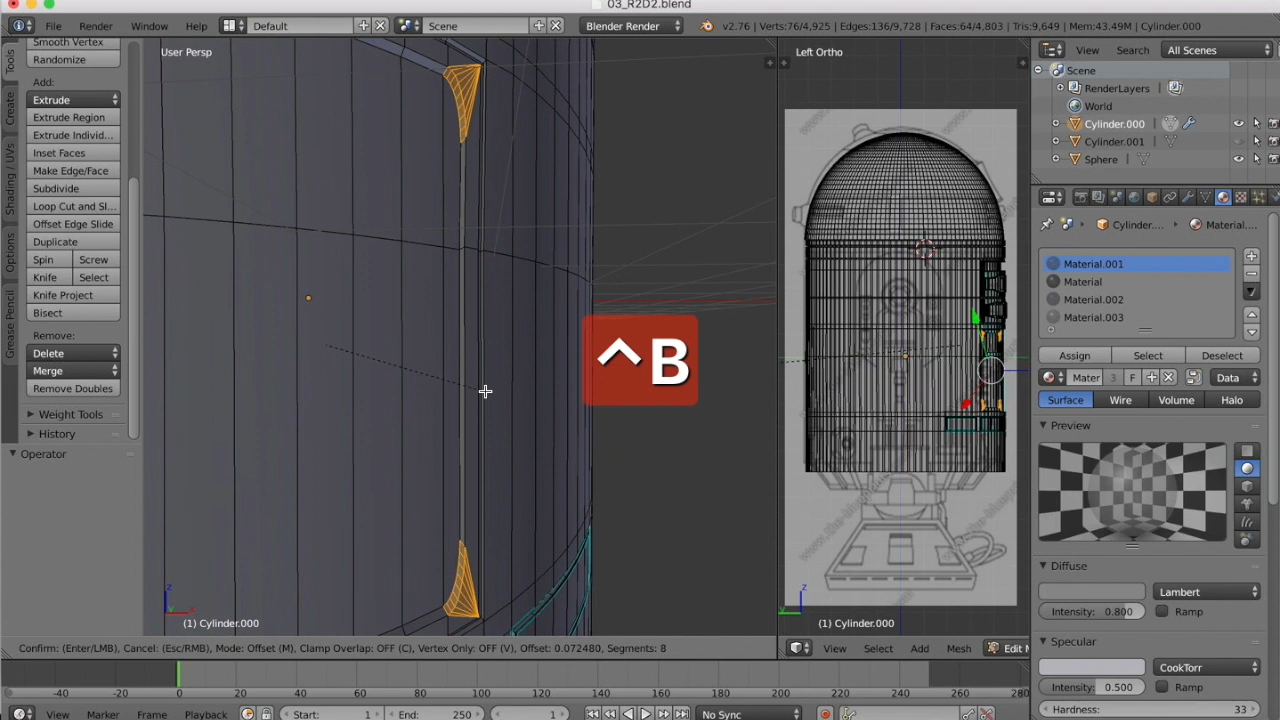 03_R2D2.blend
File Render Window Help Default Scene Blender Render v2.76 | Verts:76/4,925 | Edges:136/9,728 | Faces:64/4,803 | Tris:9,649 | Mem:43.49M | Cylinder.000
Tools
Create
Shading / UVs
Options
Grease Pencil
Smooth Vertex
Randomize
Add:
Extrude
Extrude Region
Extrude Individ...
Inset Faces
Make Edge/Face
Subdivide
Loop Cut and Sl...
Offset Edge Slide
Duplicate
Spin Screw
Knife Select
Knife Project
Bisect
Remove:
Delete
Merge
Remove Doubles
Weight Tools
History
Operator
User Persp
^B
(1) Cylinder.000
Confirm: (Enter/LMB), Cancel: (Esc/RMB), Mode: Offset (M), Clamp Overlap: OFF (C), Vertex Only: OFF (V), Offset: 0.072480, Segments: 8
Left Ortho
(1) Cylinder.000
View Select Add Mesh Edit M
View Search All Scenes
Scene
RenderLayers
World
Cylinder.000
Cylinder.001
Sphere
Cylinder.... Material....
Material.001
Material
Material.002
Material.003
Assign Select Deselect
Mater 3 F Data
Surface Wire Volume Halo
Preview
Diffuse
Lambert
Intensity: 0.800 Ramp
Specular
CookTorr
Intensity: 0.500 Ramp
Hardness: 33
-40 -20 0 20 40 60 80 100 120 140 160 180 200 220 240 260 280
View Marker Frame Playback Start: 1 End: 250 1 No Sync